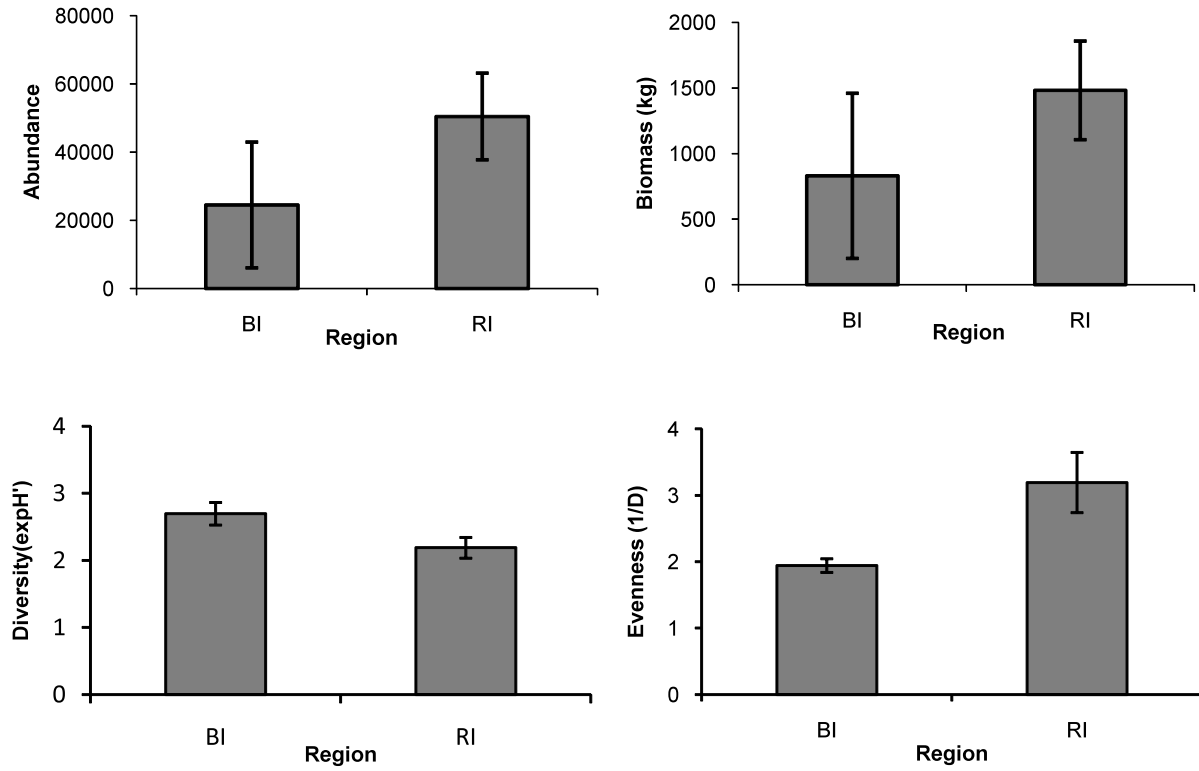 Abundance
80000
60000
40000
20000
0
BI
RI
Region
Biomass (kg)
2000
1500
1000
500
0
BI
RI
Region
Diversity(expH')
4
3
2
1
0
BI
RI
Region
Evenness (1/D)
4
3
2
1
0
BI
RI
Region